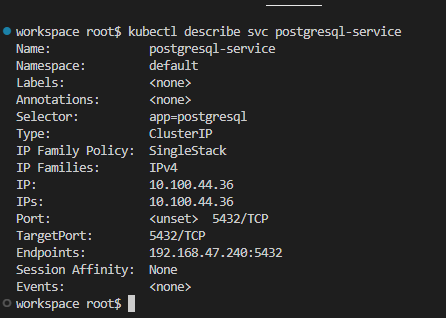 workspace root$ kubectl describe svc postgresql-service
Name:              postgresql-service
Namespace:         default
Labels:            <none>
Annotations:       <none>
Selector:          app=postgresql
Type:              ClusterIP
IP Family Policy:  SingleStack
IP Families:       IPv4
IP:                10.100.44.36
IPs:               10.100.44.36
Port:              <unset>  5432/TCP
TargetPort:        5432/TCP
Endpoints:         192.168.47.240:5432
Session Affinity:  None
Events:            <none>
workspace root$